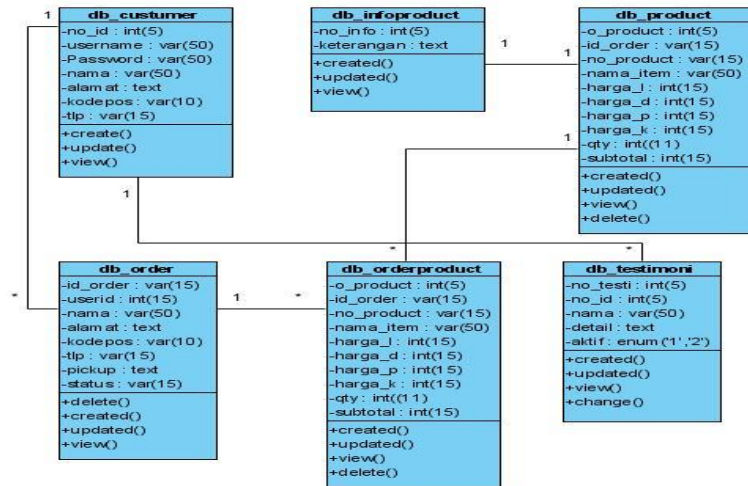 1
db_custumer
-no_id : int(5)
-username : var(50)
-Password : var(50)
-nama : var(50)
-alamat : text
-kodepos : var(10)
-tlp : var(15)
+create()
+update()
+view()
1
db_infoproduct
-no_info : int(5)
-keterangan : text
+created()
+updated()
+view()
1
1
db_product
-o_product : int(5)
-id_order : var(15)
-no_product : var(15)
-nama_item : var(50)
-harga_l : int(15)
-harga_d : int(15)
-harga_p : int(15)
-harga_k : int(15)
-qty : int((11)
-subtotal : int(15)
+created()
+updated()
+view()
+delete()
1
*
db_order
-id_order : var(15)
-userid : int(15)
-nama : var(50)
-alamat : text
-kodepos : var(10)
-tlp : var(15)
-pickup : text
-status : var(15)
+delete()
+created()
+updated()
+view()
1
*
*
db_orderproduct
-o_product : int(5)
-id_order : var(15)
-no_product : var(15)
-nama_item : var(50)
-harga_l : int(15)
-harga_d : int(15)
-harga_p : int(15)
-harga_k : int(15)
-qty : int((11)
-subtotal : int(15)
+created()
+updated()
+view()
+delete()
*
db_testimoni
-no_testi : int(5)
-no_id : int(5)
-nama : var(50)
-detail : text
-aktif : enum('1','2')
+created()
+updated()
+view()
+change()